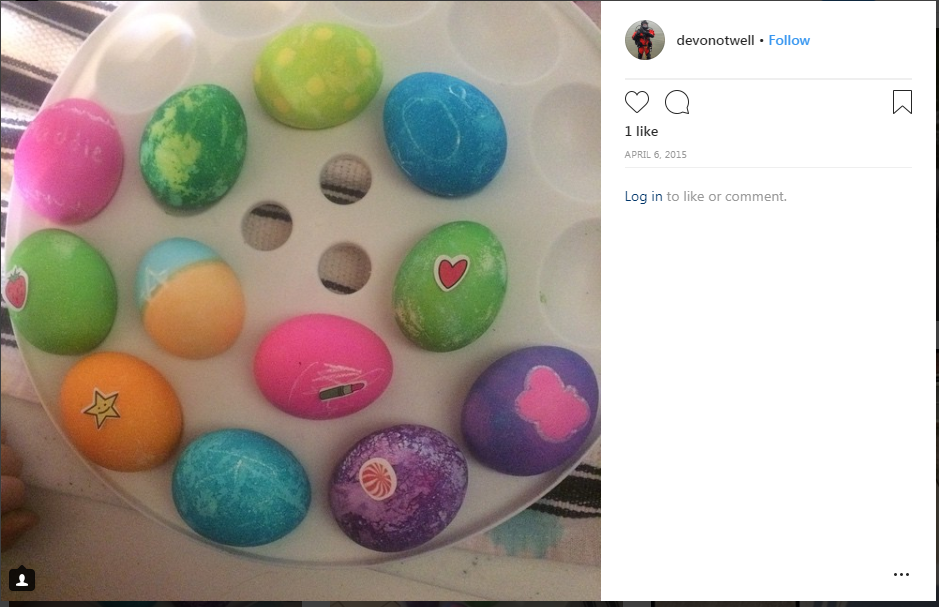 devonotwell • Follow
1 like
APRIL 6, 2015
Log in to like or comment.